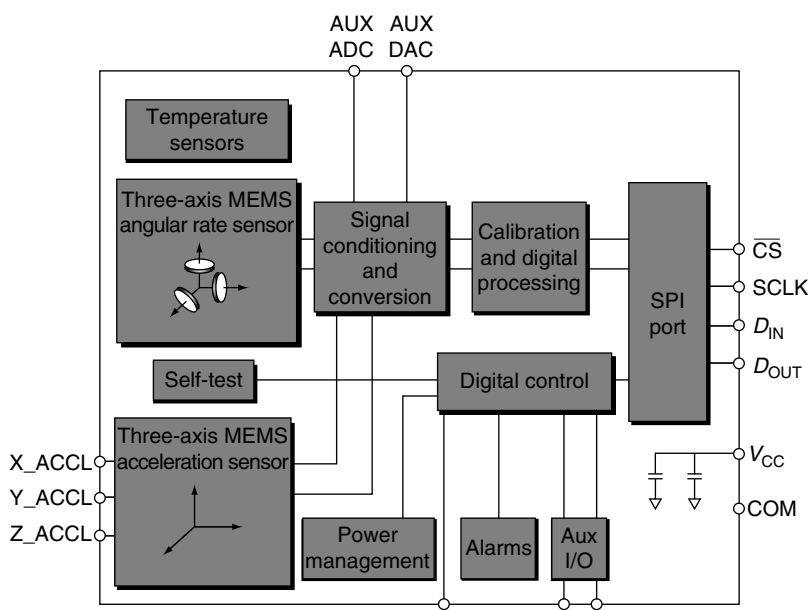 AUX
ADC
AUX
DAC
Temperature
sensors
Three-axis MEMS
angular rate sensor
Signal
conditioning
and
conversion
Calibration
and digital
processing
SPI
port
CS
SCLK
DIN
DOUT
Self-test
Digital control
Three-axis MEMS
acceleration sensor
X_ACCL
Y_ACCL
Z_ACCL
VCC
COM
Power
management
Alarms
Aux
I/O